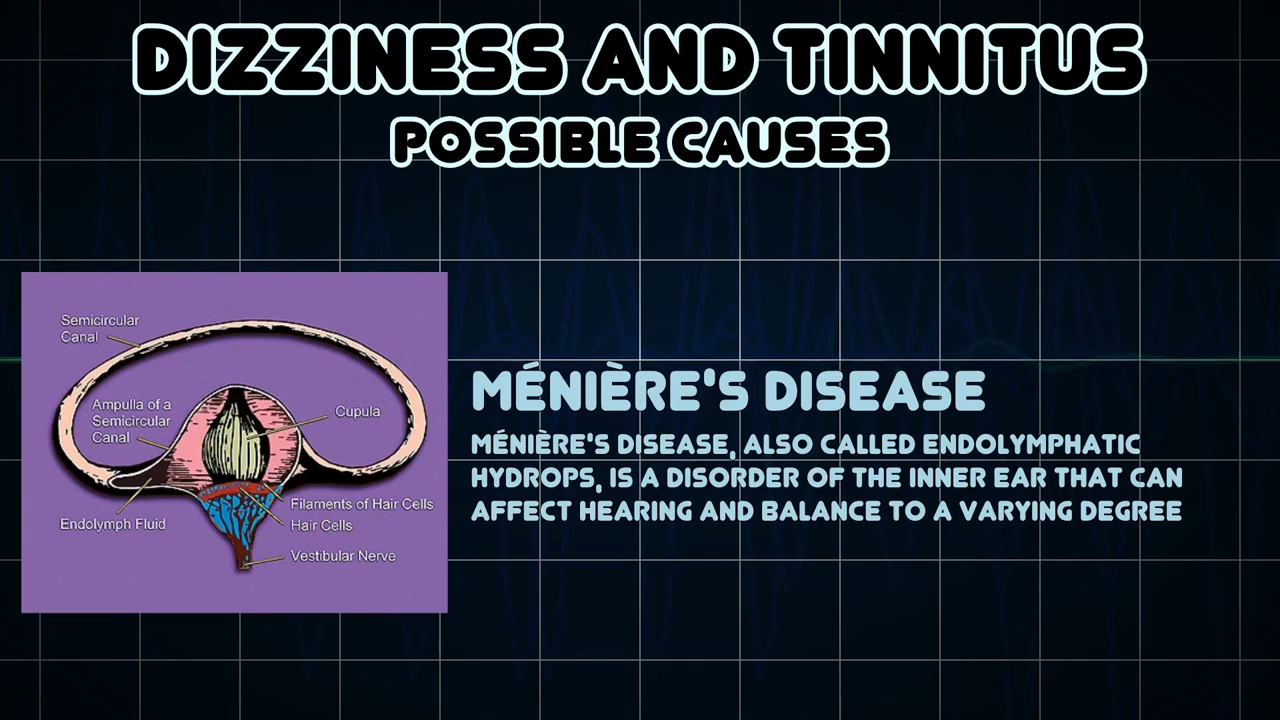 DIZZINESS AND TINNITUS
POSSIBLE CAUSES
Semicircular
Canal
Ampulla of a
Semicircular
Canal
Cupula
Endolymph Fluid
Filaments of Hair Cells
Hair Cells
Vestibular Nerve
MÉNIÈRE'S DISEASE
MÉNIÈRE'S DISEASE, ALSO CALLED ENDOLYMPHATIC
HYDROPS, IS A DISORDER OF THE INNER EAR THAT CAN
AFFECT HEARING AND BALANCE TO A VARYING DEGREE